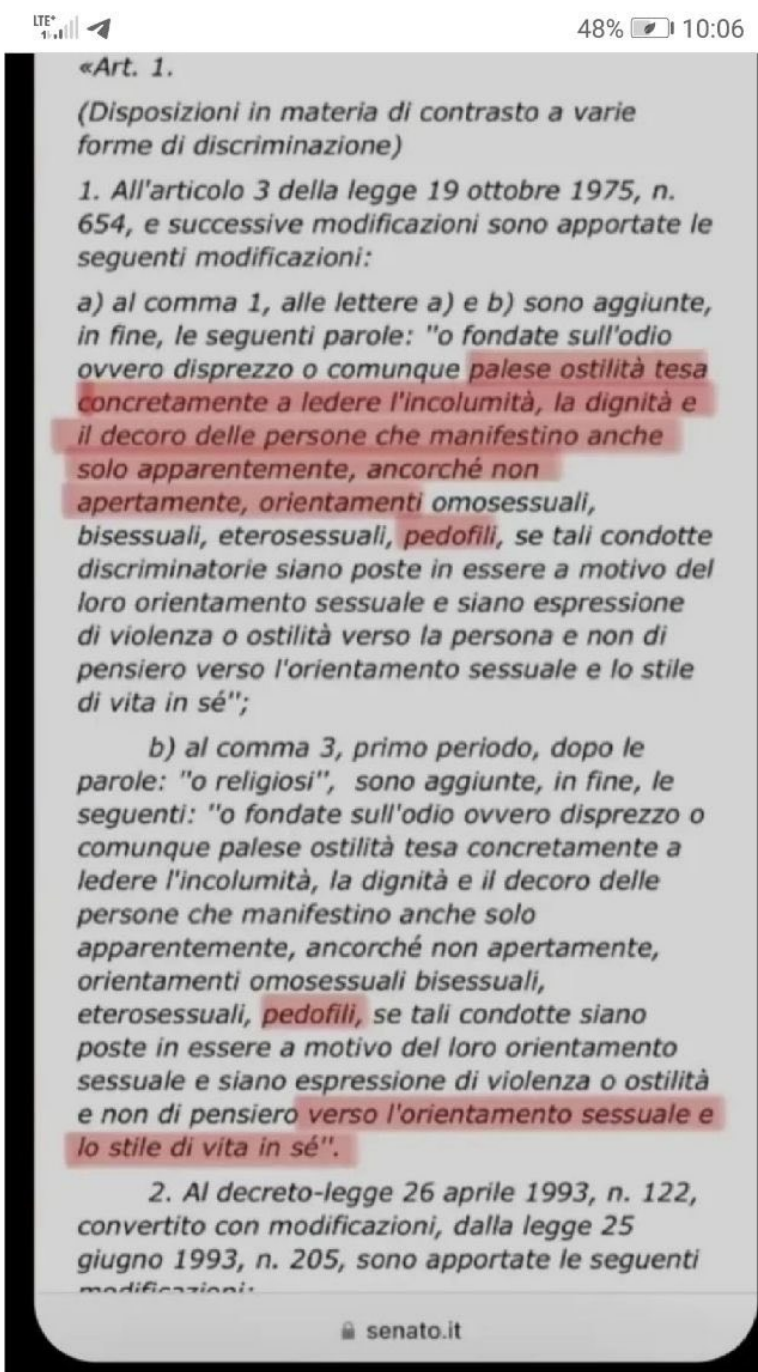 LTE+
48% 10:06
«Art. 1.
(Disposizioni in materia di contrasto a varie
forme di discriminazione)
1. All'articolo 3 della legge 19 ottobre 1975, n.
654, e successive modificazioni sono apportate le
seguenti modificazioni:
a) al comma 1, alle lettere a) e b) sono aggiunte,
in fine, le seguenti parole: "o fondate sull'odio
ovvero disprezzo o comunque palese ostilità tesa
concretamente a ledere l'incolumità, la dignità e
il decoro delle persone che manifestino anche
solo apparentemente, ancorché non
apertamente, orientamenti omosessuali,
bisessuali, eterosessuali, pedofili, se tali condotte
discriminatorie siano poste in essere a motivo del
loro orientamento sessuale e siano espressione
di violenza o ostilità verso la persona e non di
pensiero verso l'orientamento sessuale e lo stile
di vita in sé";
b) al comma 3, primo periodo, dopo le
parole: "o religiosi", sono aggiunte, in fine, le
seguenti: "o fondate sull'odio ovvero disprezzo o
comunque palese ostilità tesa concretamente a
ledere l'incolumità, la dignità e il decoro delle
persone che manifestino anche solo
apparentemente, ancorché non apertamente,
orientamenti omosessuali bisessuali,
eterosessuali, pedofili, se tali condotte siano
poste in essere a motivo del loro orientamento
sessuale e siano espressione di violenza o ostilità
e non di pensiero verso l'orientamento sessuale e
lo stile di vita in sé".
2. Al decreto-legge 26 aprile 1993, n. 122,
convertito con modificazioni, dalla legge 25
giugno 1993, n. 205, sono apportate le seguenti
modificazioni:
senato.it